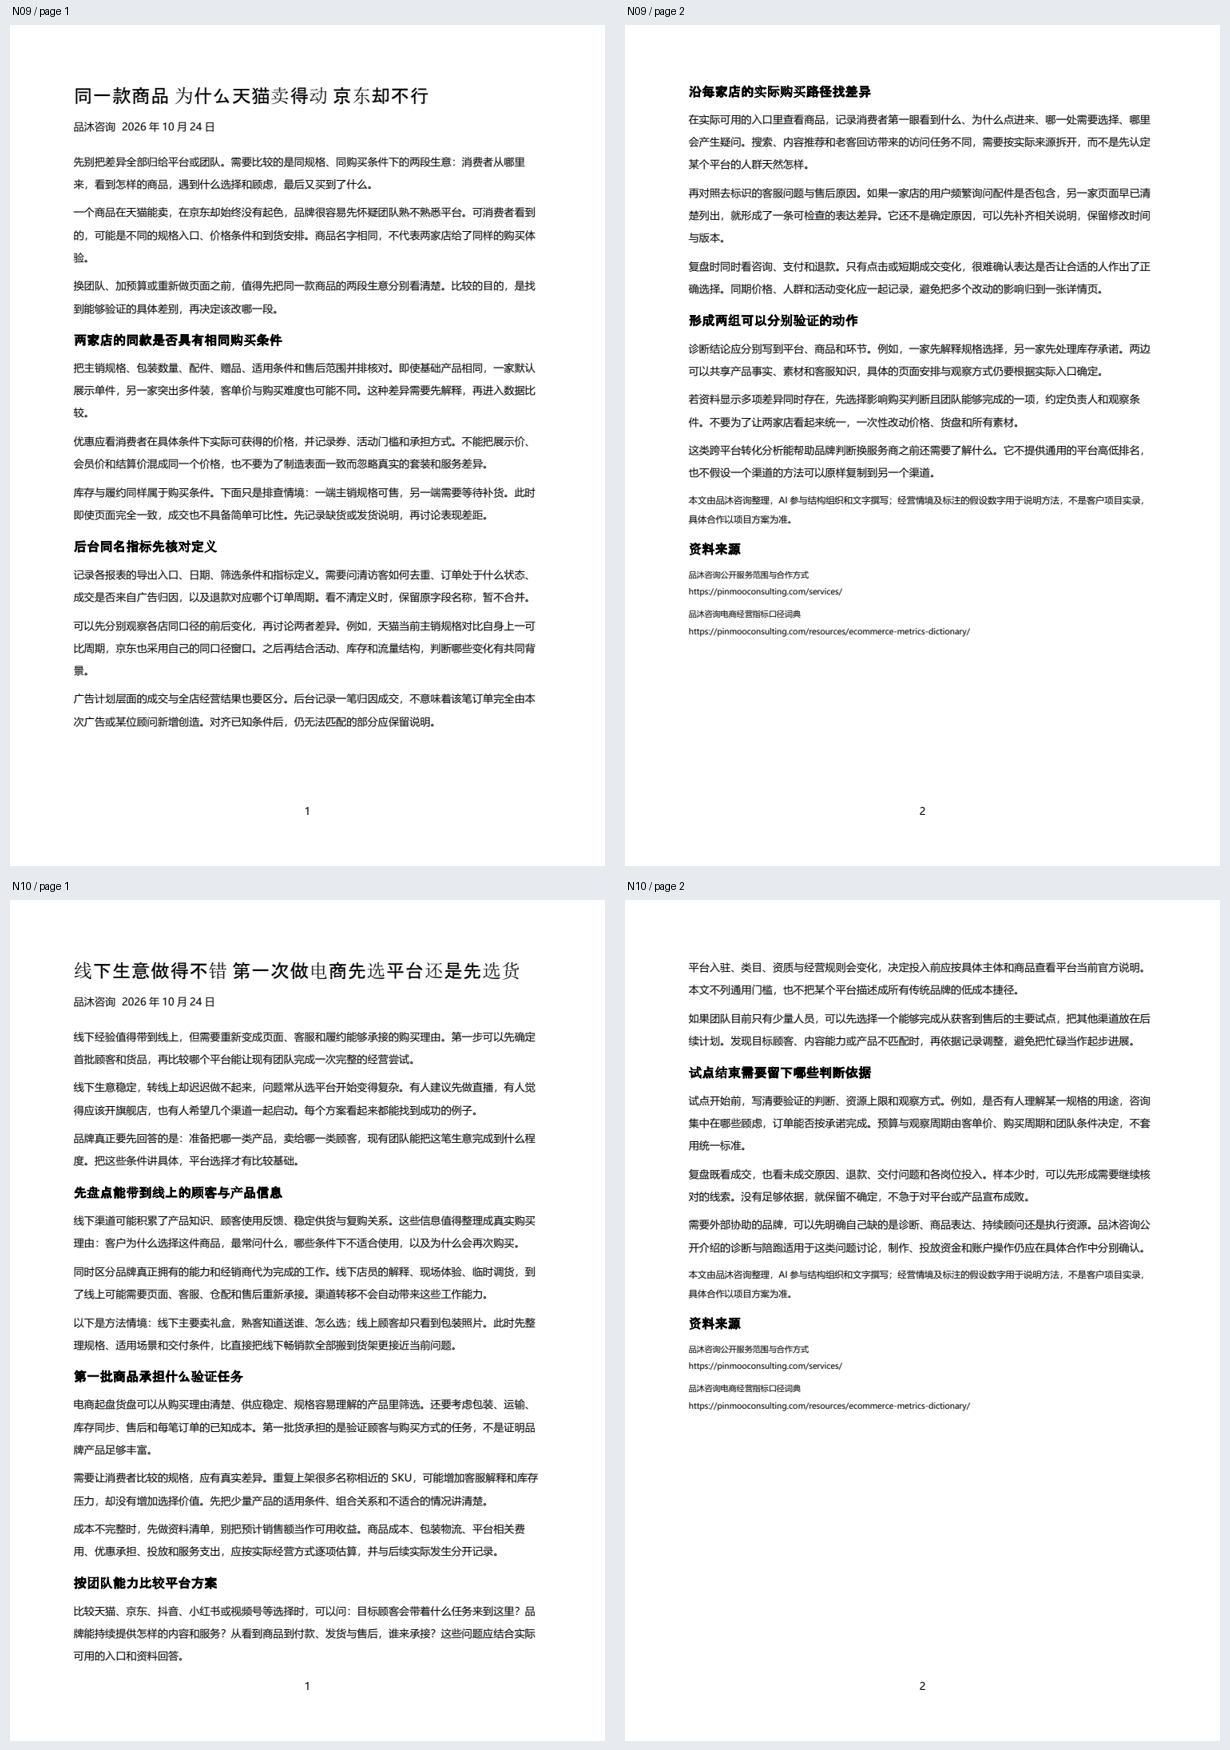 N09 / page 1
同一款商品 为什么天猫卖得动 京东却不行
品沐咨询 2026 年 10 月 24 日
先别把差异全部归给平台或团队。需要比较的是同规格、同购买条件下的两段生意：消费者从哪里
来，看到怎样的商品，遇到什么选择和顾虑，最后又买到了什么。
一个商品在天猫能卖，在京东却始终没有起色，品牌很容易先怀疑团队熟不熟悉平台。可消费者看到
的，可能是不同的规格入口、价格条件和到货安排。商品名字相同，不代表两家店给了同样的购买体
验。
换团队、加预算或重新做页面之前，值得先把同一款商品的两段生意分别看清楚。比较的目的，是找
到能够验证的具体差别，再决定该改哪一段。
两家店的同款是否具有相同购买条件
把主销规格、包装数量、配件、赠品、适用条件和售后范围并排核对。即使基础产品相同，一家默认
展示单件，另一家突出多件装，客单价与购买难度也可能不同。这种差异需要先解释，再进入数据比
较。
优惠应看消费者在具体条件下实际可获得的价格，并记录券、活动门槛和承担方式。不能把展示价、
会员价和结算价混成同一个价格，也不要为了制造表面一致而忽略真实的套装和服务差异。
库存与履约同样属于购买条件。下面只是排查情境：一端主销规格可售，另一端需要等待补货。此时
即使页面完全一致，成交也不具备简单可比性。先记录缺货或发货说明，再讨论表现差距。
后台同名指标先核对定义
记录各报表的导出入口、日期、筛选条件和指标定义。需要问清访客如何去重、订单处于什么状态、
成交是否来自广告归因，以及退款对应哪个订单周期。看不清定义时，保留原字段名称，暂不合并。
可以先分别观察各店同口径的前后变化，再讨论两者差异。例如，天猫当前主销规格对比自身上一可
比周期，京东也采用自己的同口径窗口。之后再结合活动、库存和流量结构，判断哪些变化有共同背
景。
广告计划层面的成交与全店经营结果也要区分。后台记录一笔归因成交，不意味着该笔订单完全由本
次广告或某位顾问新增创造。对齐已知条件后，仍无法匹配的部分应保留说明。
1
N09 / page 2
沿每家店的实际购买路径找差异
在实际可用的入口里查看商品，记录消费者第一眼看到什么、为什么点进来、哪一处需要选择、哪里
会产生疑问。搜索、内容推荐和老客回访带来的访问任务不同，需要按实际来源拆开，而不是先认定
某个平台的人群天然怎样。
再对照去标识的客服问题与售后原因。如果一家店的用户频繁询问配件是否包含，另一家页面早已清
楚列出，就形成了一条可检查的表达差异。它还不是确定原因，可以先补齐相关说明，保留修改时间
与版本。
复盘时同时看咨询、支付和退款。只有点击或短期成交变化，很难确认表达是否让合适的人作出了正
确选择。同期价格、人群和活动变化应一起记录，避免把多个改动的影响归到一张详情页。
形成两组可以分别验证的动作
诊断结论应分别写到平台、商品和环节。例如，一家先解释规格选择，另一家先处理库存承诺。两边
可以共享产品事实、素材和客服知识，具体的页面安排与观察方式仍要根据实际入口确定。
若资料显示多项差异同时存在，先选择影响购买判断且团队能够完成的一项，约定负责人和观察条
件。不要为了让两家店看起来统一，一次性改动价格、货盘和所有素材。
这类跨平台转化分析能帮助品牌判断换服务商之前还需要了解什么。它不提供通用的平台高低排名，
也不假设一个渠道的方法可以原样复制到另一个渠道。
本文由品沐咨询整理，AI 参与结构组织和文字撰写；经营情境及标注的假设数字用于说明方法，不是客户项目实录，
具体合作以项目方案为准。
资料来源
品沐咨询公开服务范围与合作方式
https://pinmooconsulting.com/services/
品沐咨询电商经营指标口径词典
https://pinmooconsulting.com/resources/ecommerce-metrics-dictionary/
2
N10 / page 1
线下生意做得不错 第一次做电商先选平台还是先选货
品沐咨询 2026 年 10 月 24 日
线下经验值得带到线上，但需要重新变成页面、客服和履约能够承接的购买理由。第一步可以先确定
首批顾客和货品，再比较哪个平台能让现有团队完成一次完整的经营尝试。
线下生意稳定，转线上却迟迟做不起来，问题常从选平台开始变得复杂。有人建议先做直播，有人觉
得应该开旗舰店，也有人希望几个渠道一起启动。每个方案看起来都能找到成功的例子。
品牌真正要先回答的是：准备把哪一类产品，卖给哪一类顾客，现有团队能把这笔生意完成到什么程
度。把这些条件讲具体，平台选择才有比较基础。
先盘点能带到线上的顾客与产品信息
线下渠道可能积累了产品知识、顾客使用反馈、稳定供货与复购关系。这些信息值得整理成真实购买
理由：客户为什么选择这件商品，最常问什么，哪些条件下不适合使用，以及为什么会再次购买。
同时区分品牌真正拥有的能力和经销商代为完成的工作。线下店员的解释、现场体验、临时调货，到
了线上可能需要页面、客服、仓配和售后重新承接。渠道转移不会自动带来这些工作能力。
以下是方法情境：线下主要卖礼盒，熟客知道送谁、怎么选；线上顾客却只看到包装照片。此时先整
理规格、适用场景和交付条件，比直接把线下畅销款全部搬到货架更接近当前问题。
第一批商品承担什么验证任务
电商起盘货盘可以从购买理由清楚、供应稳定、规格容易理解的产品里筛选。还要考虑包装、运输、
库存同步、售后和每笔订单的已知成本。第一批货承担的是验证顾客与购买方式的任务，不是证明品
牌产品足够丰富。
需要让消费者比较的规格，应有真实差异。重复上架很多名称相近的 SKU，可能增加客服解释和库存
压力，却没有增加选择价值。先把少量产品的适用条件、组合关系和不适合的情况讲清楚。
成本不完整时，先做资料清单，别把预计销售额当作可用收益。商品成本、包装物流、平台相关费
用、优惠承担、投放和服务支出，应按实际经营方式逐项估算，并与后续实际发生分开记录。
按团队能力比较平台方案
比较天猫、京东、抖音、小红书或视频号等选择时，可以问：目标顾客会带着什么任务来到这里？品
牌能持续提供怎样的内容和服务？从看到商品到付款、发货与售后，谁来承接？这些问题应结合实际
可用的入口和资料回答。
1
N10 / page 2
平台入驻、类目、资质与经营规则会变化，决定投入前应按具体主体和商品查看平台当前官方说明。
本文不列通用门槛，也不把某个平台描述成所有传统品牌的低成本捷径。
如果团队目前只有少量人员，可以先选择一个能够完成从获客到售后的主要试点，把其他渠道放在后
续计划。发现目标顾客、内容能力或产品不匹配时，再依据记录调整，避免把忙碌当作起步进展。
试点结束需要留下哪些判断依据
试点开始前，写清要验证的判断、资源上限和观察方式。例如，是否有人理解某一规格的用途，咨询
集中在哪些顾虑，订单能否按承诺完成。预算与观察周期由客单价、购买周期和团队条件决定，不套
用统一标准。
复盘既看成交，也看未成交原因、退款、交付问题和各岗位投入。样本少时，可以先形成需要继续核
对的线索。没有足够依据，就保留不确定，不急于对平台或产品宣布成败。
需要外部协助的品牌，可以先明确自己缺的是诊断、商品表达、持续顾问还是执行资源。品沐咨询公
开介绍的诊断与陪跑适用于这类问题讨论，制作、投放资金和账户操作仍应在具体合作中分别确认。
本文由品沐咨询整理，AI 参与结构组织和文字撰写；经营情境及标注的假设数字用于说明方法，不是客户项目实录，
具体合作以项目方案为准。
资料来源
品沐咨询公开服务范围与合作方式
https://pinmooconsulting.com/services/
品沐咨询电商经营指标口径词典
https://pinmooconsulting.com/resources/ecommerce-metrics-dictionary/
2